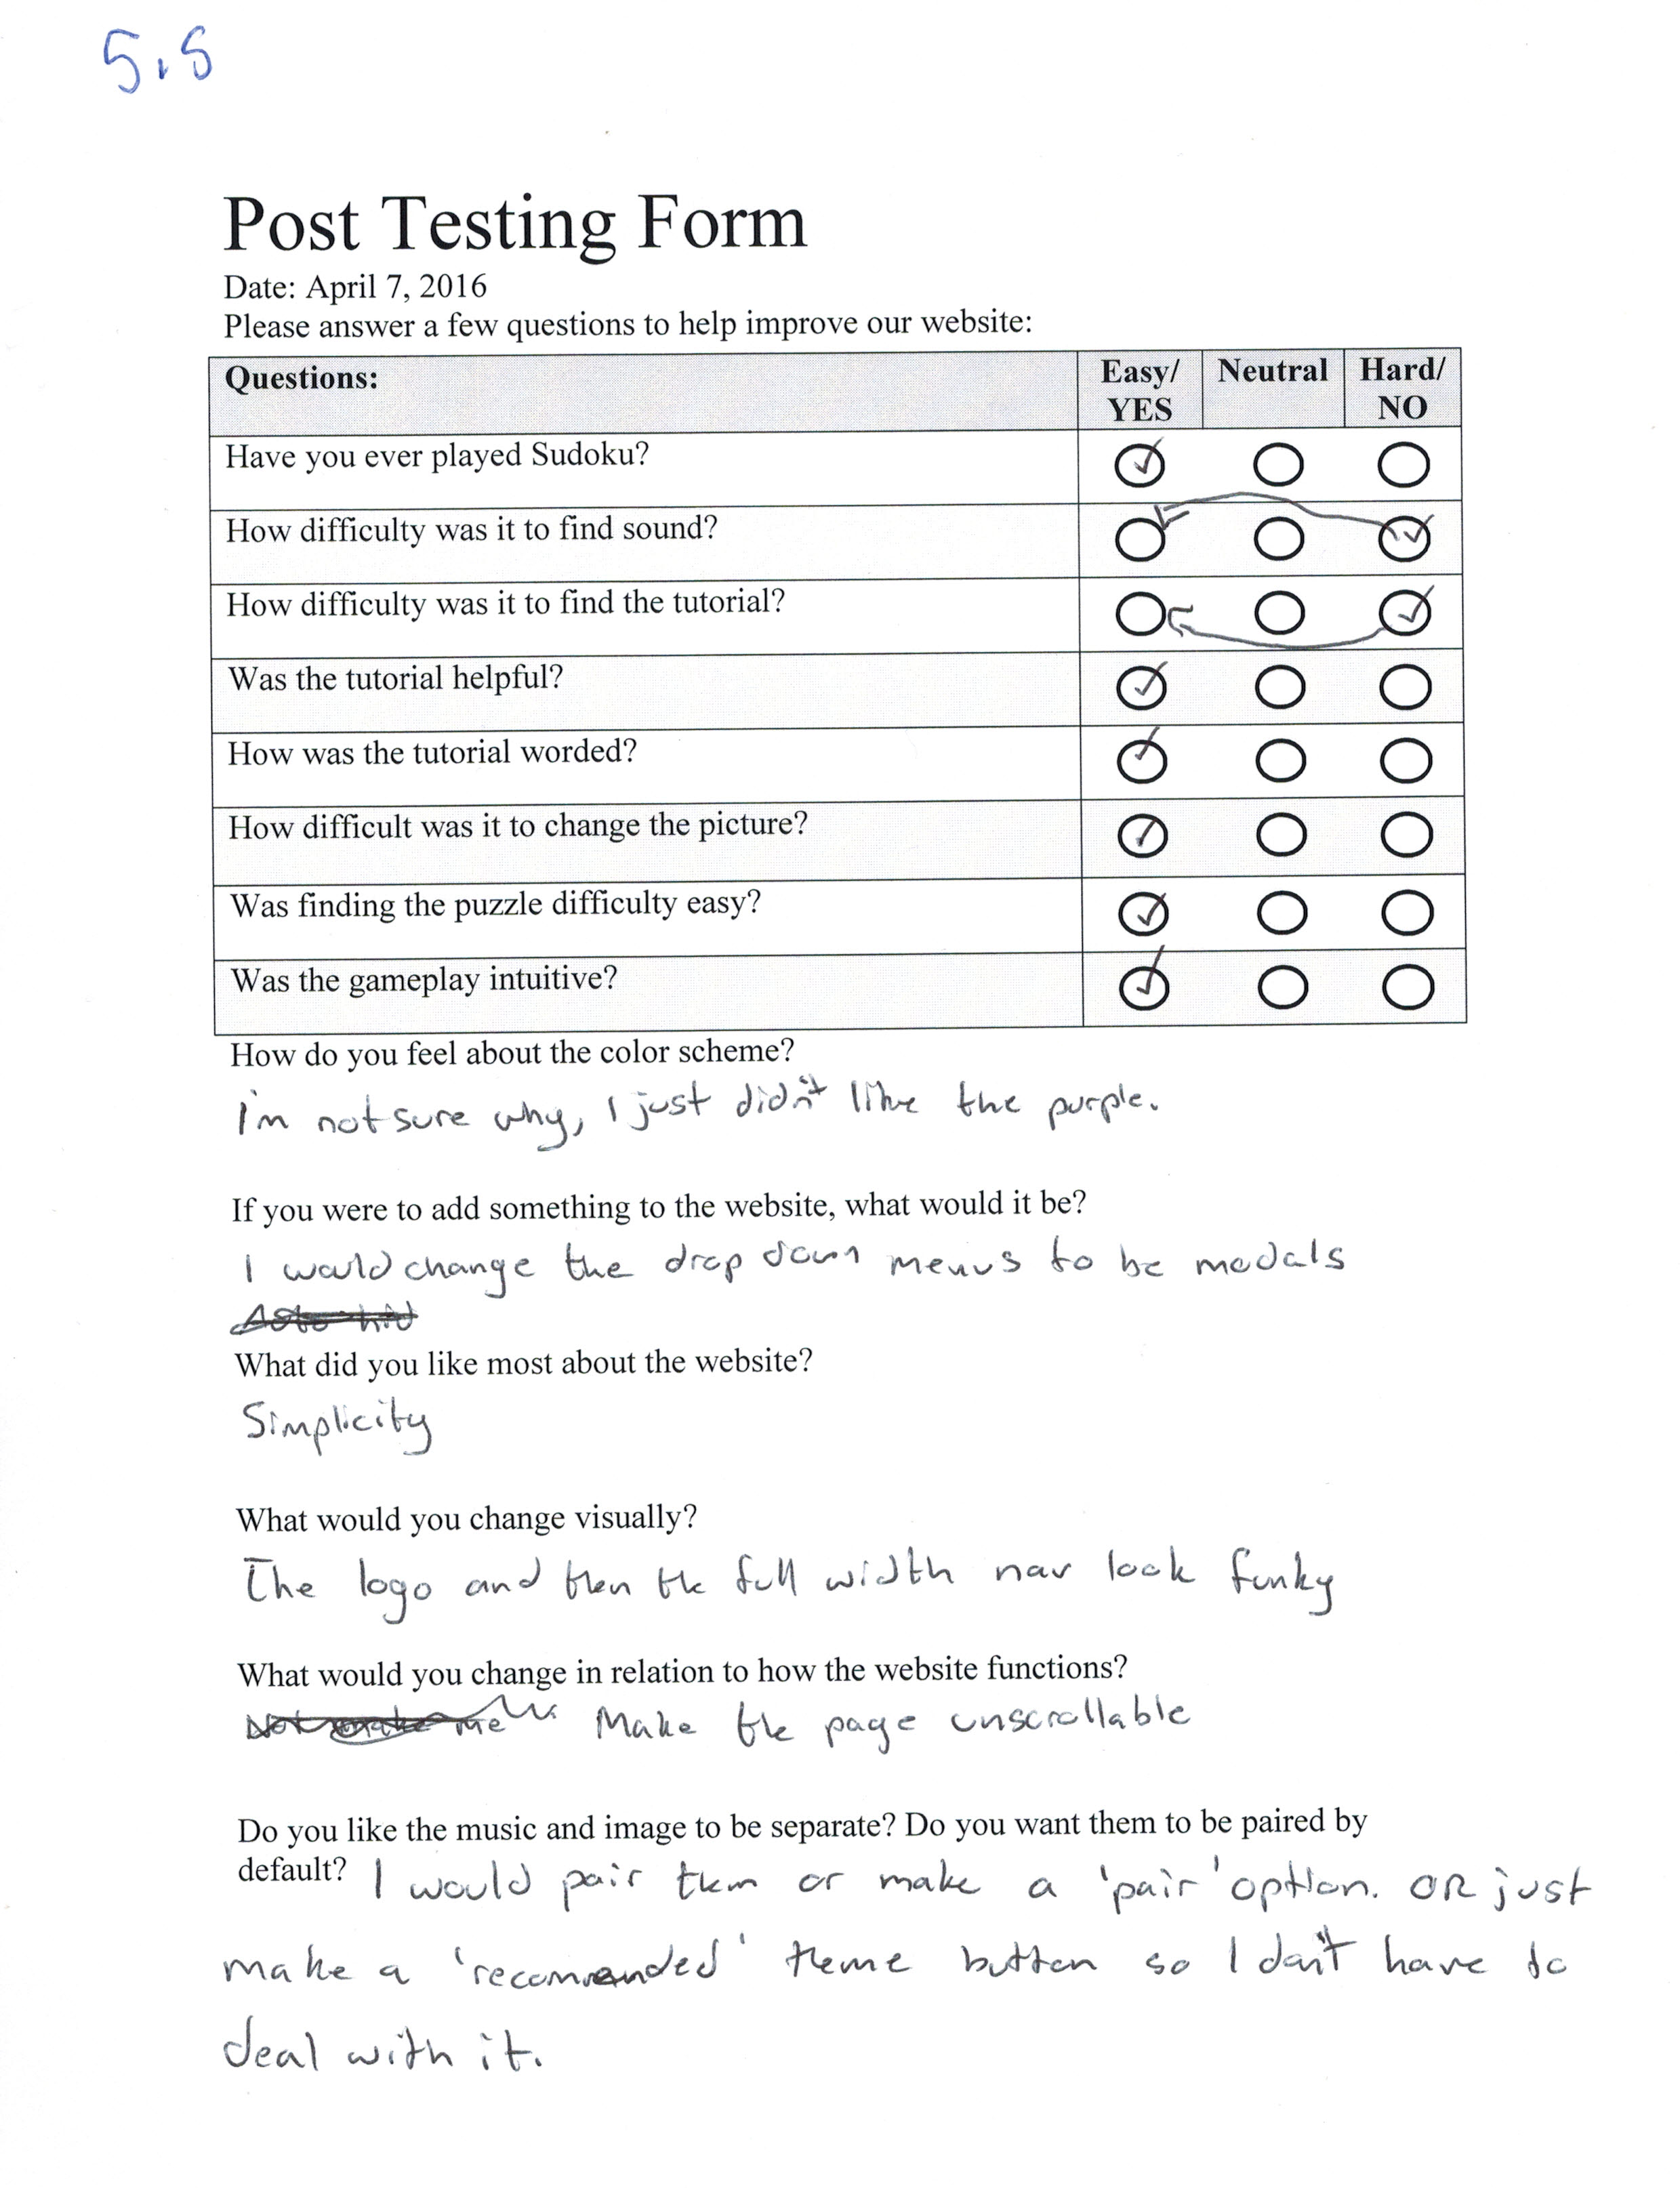 5.5
Post Testing Form
Date: April 7, 2016
Please answer a few questions to help improve our website:
Questions: Easy/ YES Neutral Hard/ NO
Have you ever played Sudoku?
How difficulty was it to find sound?
How difficulty was it to find the tutorial?
Was the tutorial helpful?
How was the tutorial worded?
How difficult was it to change the picture?
Was finding the puzzle difficulty easy?
Was the gameplay intuitive?
How do you feel about the color scheme?
I'm not sure why, I just didn't like the purple.
If you were to add something to the website, what would it be?
I would change the drop down menus to be modals
What did you like most about the website?
Simplicity
What would you change visually?
The logo and then the full width nav look funky
What would you change in relation to how the website functions?
Make the page unscrollable
Do you like the music and image to be separate? Do you want them to be paired by
default? I would pair them or make a 'pair' option. OR just
make a 'recommended' theme button so I don't have to
deal with it.